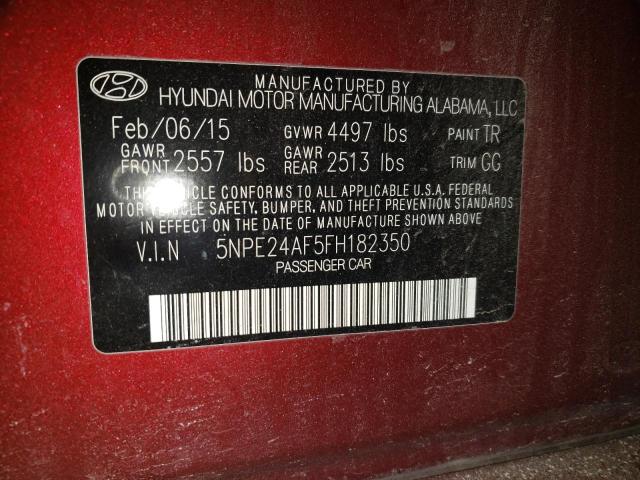 MANUFACTURED BY
HYUNDAI MOTOR MANUFACTURING ALABAMA, LLC
Feb/06/15 GVWR 4497 lbs PAINT TR
GAWR FRONT 2557 lbs GAWR REAR 2513 lbs TRIM GG
THIS VEHICLE CONFORMS TO ALL APPLICABLE U.S.A. FEDERAL
MOTOR VEHICLE SAFETY, BUMPER, AND THEFT PREVENTION STANDARDS
IN EFFECT ON THE DATE OF MANUFACTURE SHOWN ABOVE
V.I.N 5NPE24AF5FH182350
PASSENGER CAR